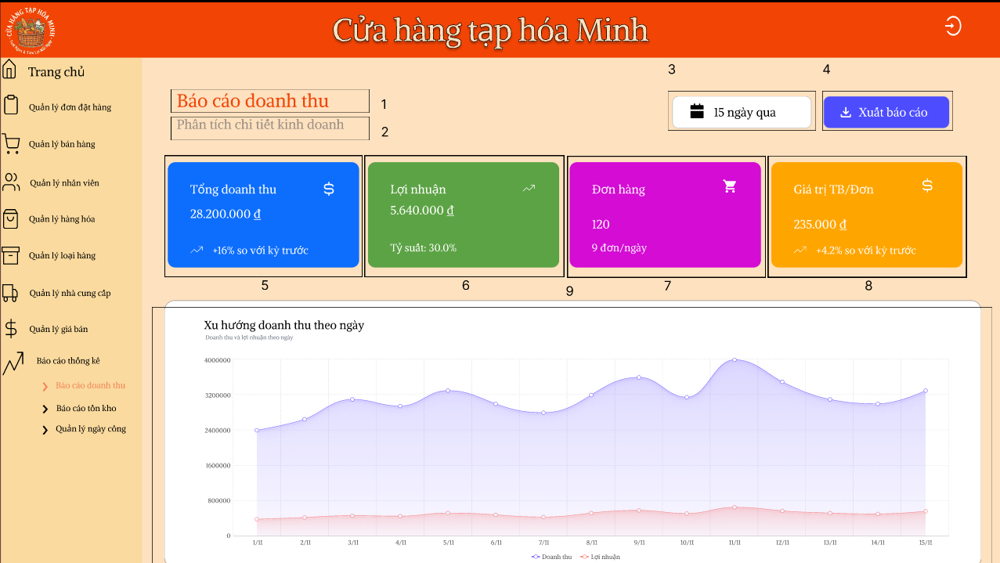 CỬA HÀNG TẠP HÓA MINH
Cửa hàng tạp hóa Minh
Trang chủ
Quản lý đơn đặt hàng
Quản lý bán hàng
Quản lý nhân viên
Quản lý hàng hóa
Quản lý loại hàng
Quản lý nhà cung cấp
Quản lý giá bán
Báo cáo thống kê
Báo cáo doanh thu
Báo cáo tồn kho
Quản lý ngày công
Báo cáo doanh thu
1
Phân tích chi tiết kinh doanh
2
3
15 ngày qua
4
Xuất báo cáo
Tổng doanh thu
28.200.000 đ
+16% so với kỳ trước
5
Lợi nhuận
5.640.000 đ
Tỷ suất: 30.0%
6
Đơn hàng
120
9 đơn/ngày
7
Giá trị TB/Đơn
235.000 đ
+4.2% so với kỳ trước
8
9
Xu hướng doanh thu theo ngày
Doanh thu và lợi nhuận theo ngày
4000000
3200000
2400000
1600000
800000
0
1/11 2/11 3/11 4/11 5/11 6/11 7/11 8/11 9/11 10/11 11/11 12/11 13/11 14/11 15/11
Doanh thu Lợi nhuận